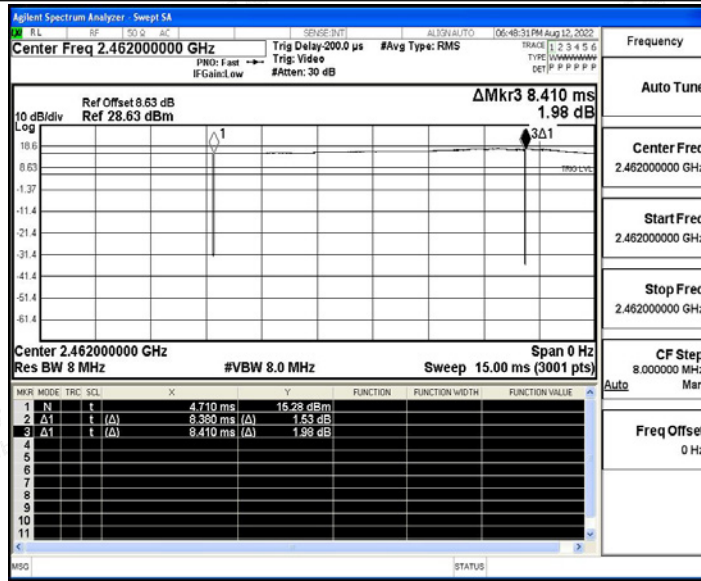 Agilent Spectrum Analyzer - Swept SA
RL RF 50 Ω AC SENSE:INT ALIGN AUTO 06:48:31 PM Aug 12, 2022
Center Freq 2.462000000 GHz
PNO: Fast
IFGain:Low
Trig Delay-200.0 µs
Trig: Video
#Atten: 30 dB
#Avg Type: RMS
TRACE 1 2 3 4 5 6
TYPE WWWWWW
DET P P P P P P
ΔMkr3 8.410 ms
1.98 dB
10 dB/div
Log
Ref Offset 8.63 dB
Ref 28.63 dBm
1
3Δ1
18.6
8.63
TRIG LVL
-1.37
-11.4
-21.4
-31.4
-41.4
-51.4
-61.4
Center 2.462000000 GHz Span 0 Hz
Res BW 8 MHz #VBW 8.0 MHz Sweep 15.00 ms (3001 pts)
MKR MODE TRC SCL X Y FUNCTION FUNCTION WIDTH FUNCTION VALUE
1 N t 4.710 ms 15.28 dBm
2 Δ1 t (Δ) 8.380 ms (Δ) 1.53 dB
3 Δ1 t (Δ) 8.410 ms (Δ) 1.98 dB
4
5
6
7
8
9
10
11
MSG STATUS
Frequency
Auto Tune
Center Freq
2.462000000 GHz
Start Freq
2.462000000 GHz
Stop Freq
2.462000000 GHz
CF Step
8.000000 MHz
Auto Man
Freq Offset
0 Hz